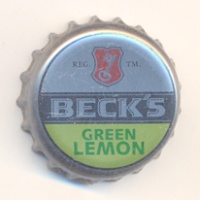 REG. TM.
BECK'S
GREEN
LEMON